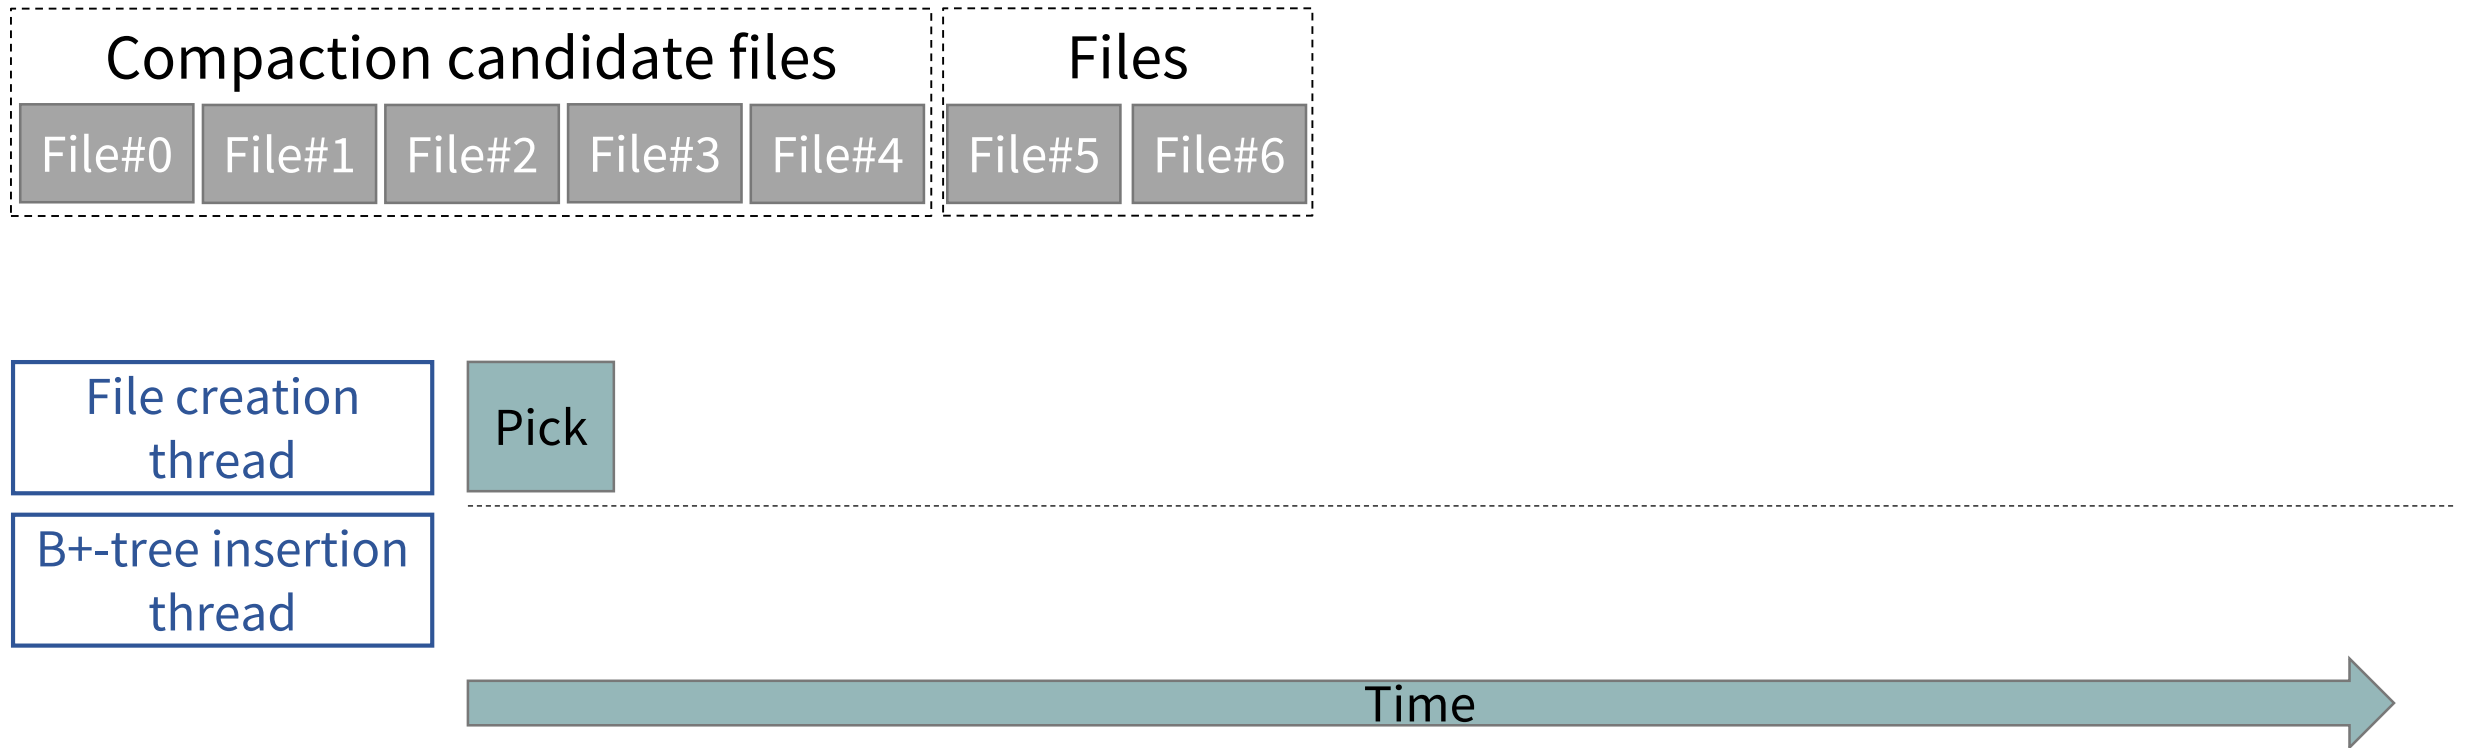 Compaction candidate files
Files
File#0
File#1
File#2
File#3
File#4
File#5
File#6
File creation
thread
Pick
B+-tree insertion
thread
Time